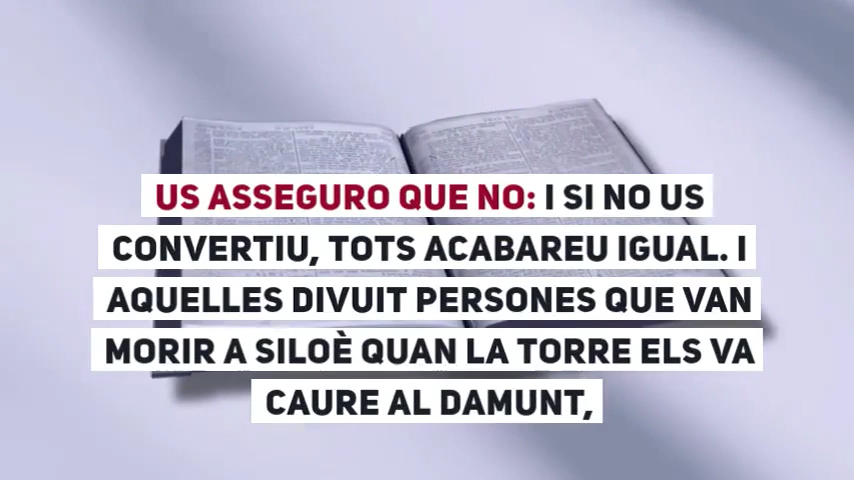 US ASSEGURO QUE NO: I SI NO US
CONVERTIU, TOTS ACABAREU IGUAL. I
AQUELLES DIVUIT PERSONES QUE VAN
MORIR A SILOÈ QUAN LA TORRE ELS VA
CAURE AL DAMUNT,